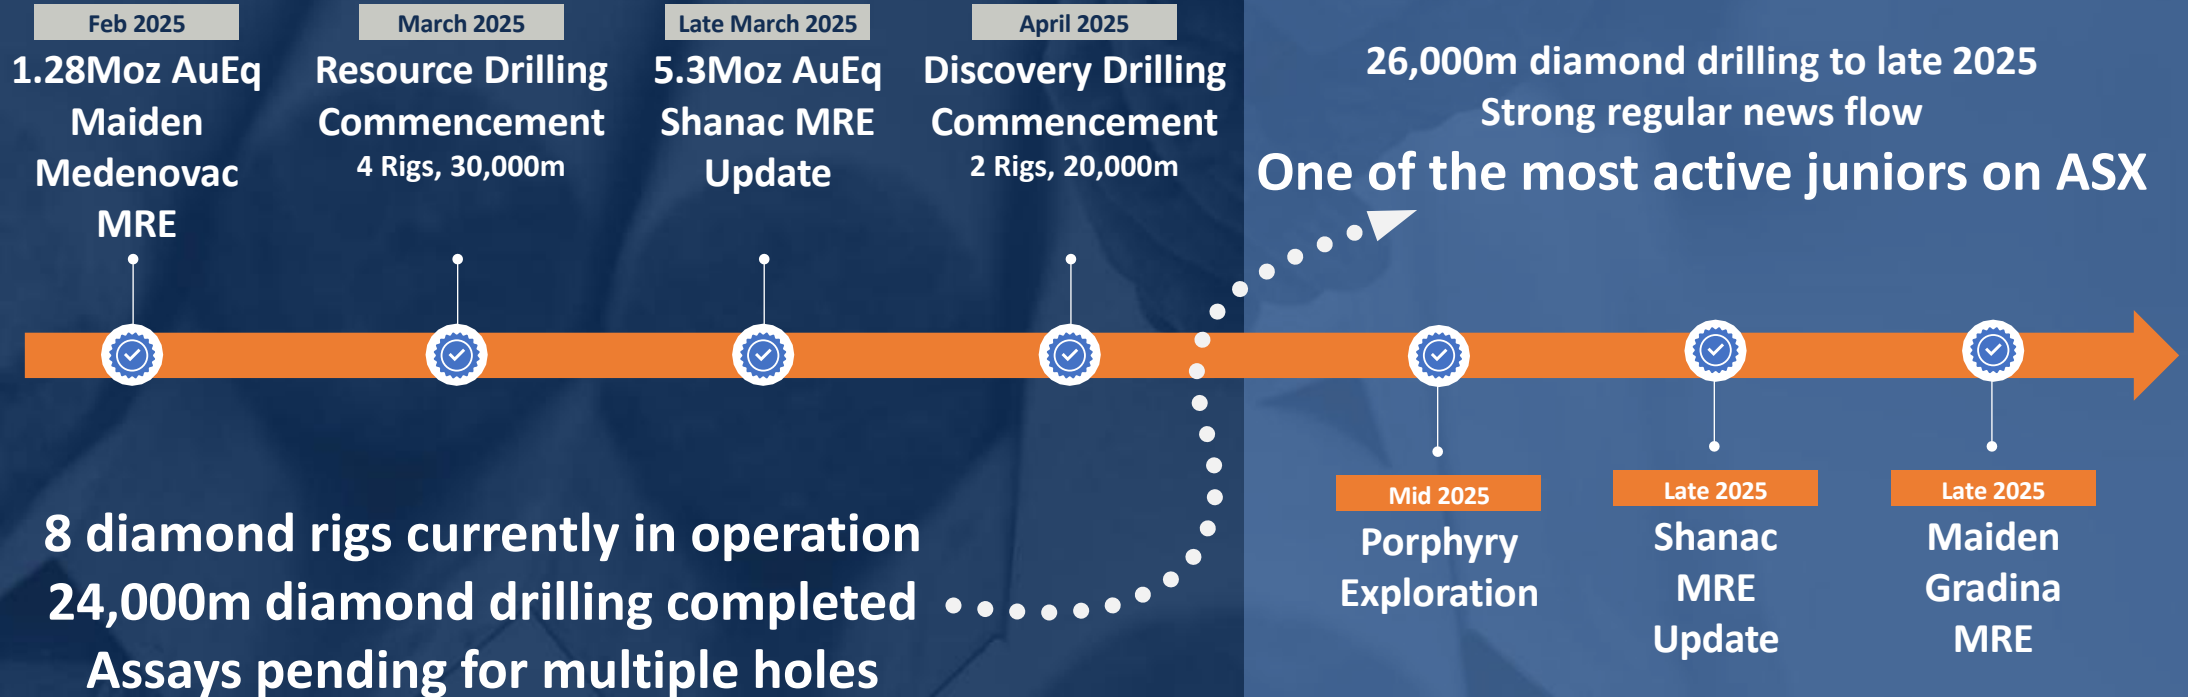 Feb 2025
1.28Moz AuEq
Maiden
Medenovac
MRE
March 2025
Resource Drilling
Commencement
4 Rigs, 30,000m
Late March 2025
5.3Moz AuEq
Shanac MRE
Update
April 2025
Discovery Drilling
Commencement
2 Rigs, 20,000m
26,000m diamond drilling to late 2025
Strong regular news flow
One of the most active juniors on ASX
8 diamond rigs currently in operation
24,000m diamond drilling completed
Assays pending for multiple holes
Mid 2025
Porphyry
Exploration
Late 2025
Shanac
MRE
Update
Late 2025
Maiden
Gradina
MRE